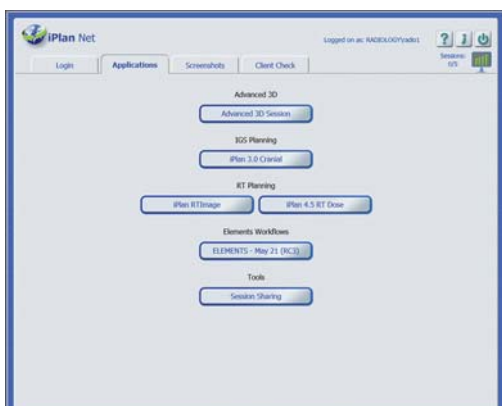 iPlan Net
Logged on as: RADIOLOGY\radio1
? i
Login Applications Screenshots Client Check
Sessions:
0/5
Advanced 3D
Advanced 3D Session
IGS Planning
iPlan 3.0 Cranial
RT Planning
iPlan RTImage iPlan 4.5 RT Dose
Elements Workflows
ELEMENTS - May 21 (RC3)
Tools
Session Sharing